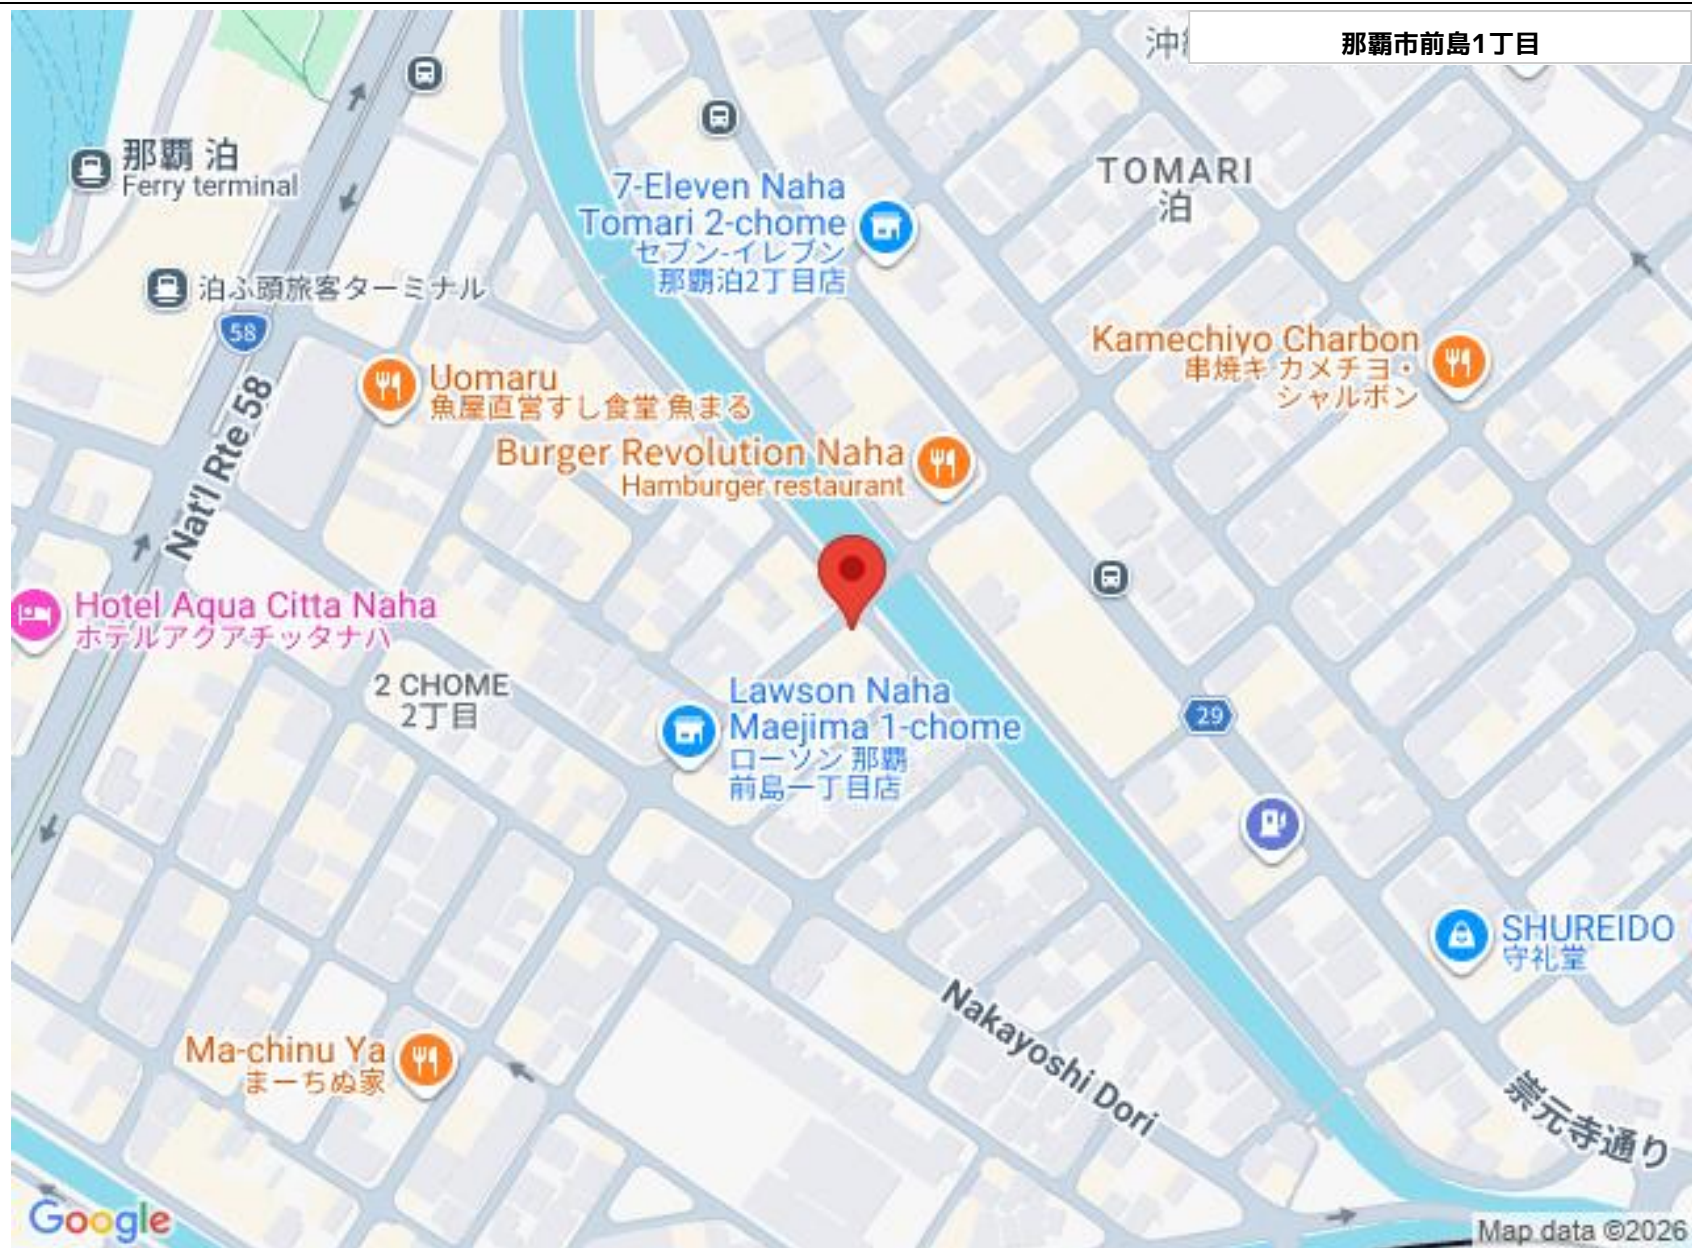 那覇市前島1丁目
那覇 泊
Ferry terminal
7-Eleven Naha
Tomari 2-chome
セブン-イレブン
那覇泊2丁目店
TOMARI
泊
泊ふ頭旅客ターミナル
58
Nat'l Rte 58
Kamechiyo Charbon
串焼キ カメチヨ・
シャルボン
Uomaru
魚屋直営すし食堂 魚まる
Burger Revolution Naha
Hamburger restaurant
Hotel Aqua Citta Naha
ホテルアクアチッタナハ
2 CHOME
2丁目
Lawson Naha
Maejima 1-chome
ローソン 那覇
前島一丁目店
29
SHUREIDO
守礼堂
Nakayoshi Dori
Ma-chinu Ya
まーちぬ家
崇元寺通り
Google
Map data ©2026